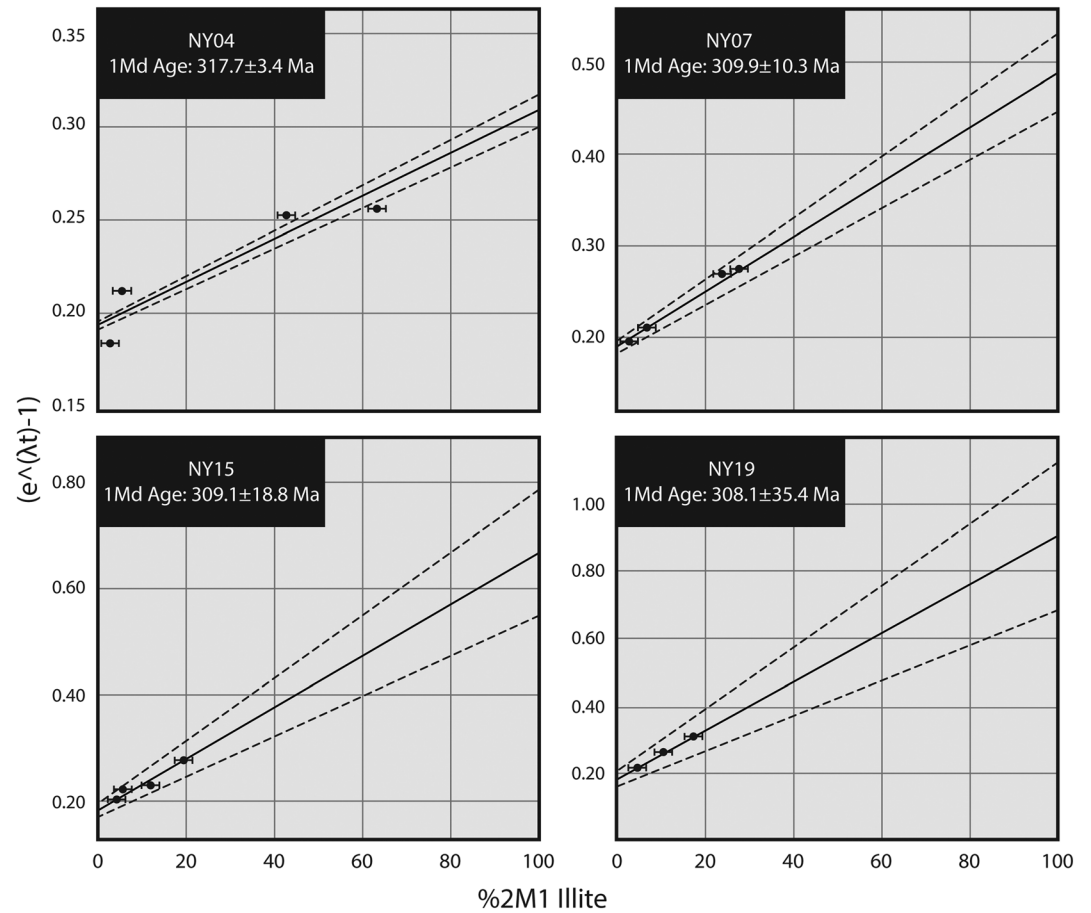 NY04
1Md Age: 317.7±3.4 Ma
0.35
0.30
0.25
0.20
0.15
NY07
1Md Age: 309.9±10.3 Ma
0.50
0.40
0.30
0.20
(e^(λt)-1)
NY15
1Md Age: 309.1±18.8 Ma
0.80
0.60
0.40
0.20
0 20 40 60 80 100
NY19
1Md Age: 308.1±35.4 Ma
1.00
0.80
0.60
0.40
0.20
0 20 40 60 80 100
%2M1 Illite